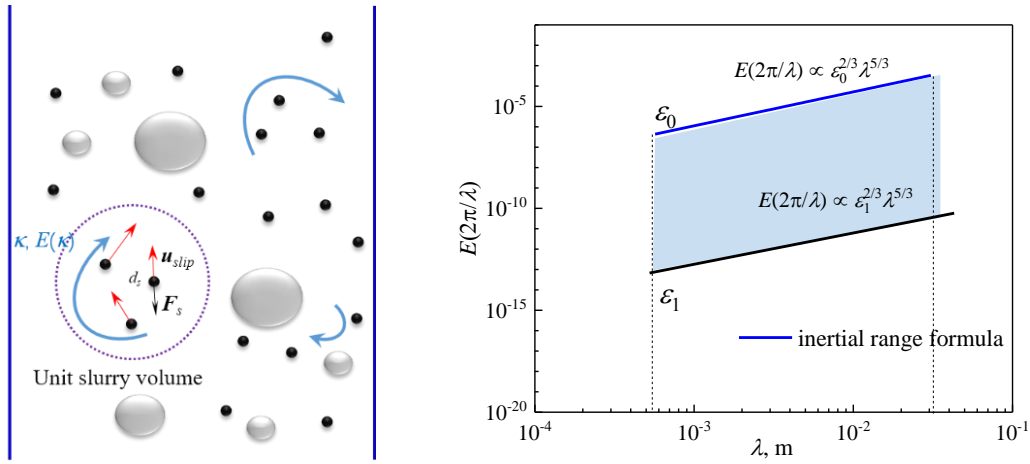 κ, E(κ)
u_slip
d_s
F_s
Unit slurry volume
E(2π/λ)
10^-5
10^-10
10^-15
10^-20
E(2π/λ) ∝ ε_0^{2/3} λ^{5/3}
ε_0
E(2π/λ) ∝ ε_1^{2/3} λ^{5/3}
ε_1
inertial range formula
10^-4 10^-3 10^-2 10^-1
λ, m